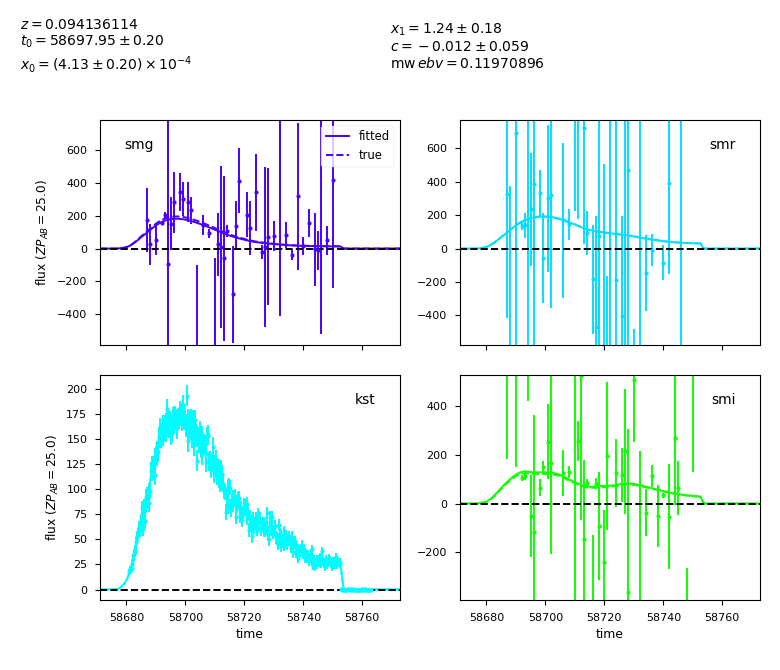 z = 0.094136114
t₀ = 58697.95 ± 0.20
x₀ = (4.13 ± 0.20) × 10⁻⁴
x₁ = 1.24 ± 0.18
c = −0.012 ± 0.059
mw ebv = 0.11970896
smg
fitted
true
600
400
200
0
−200
−400
flux (ZP_AB = 25.0)
smr
600
400
200
0
−200
−400
kst
200
175
150
125
100
75
50
25
0
flux (ZP_AB = 25.0)
58680 58700 58720 58740 58760
time
smi
400
200
0
−200
58680 58700 58720 58740 58760
time